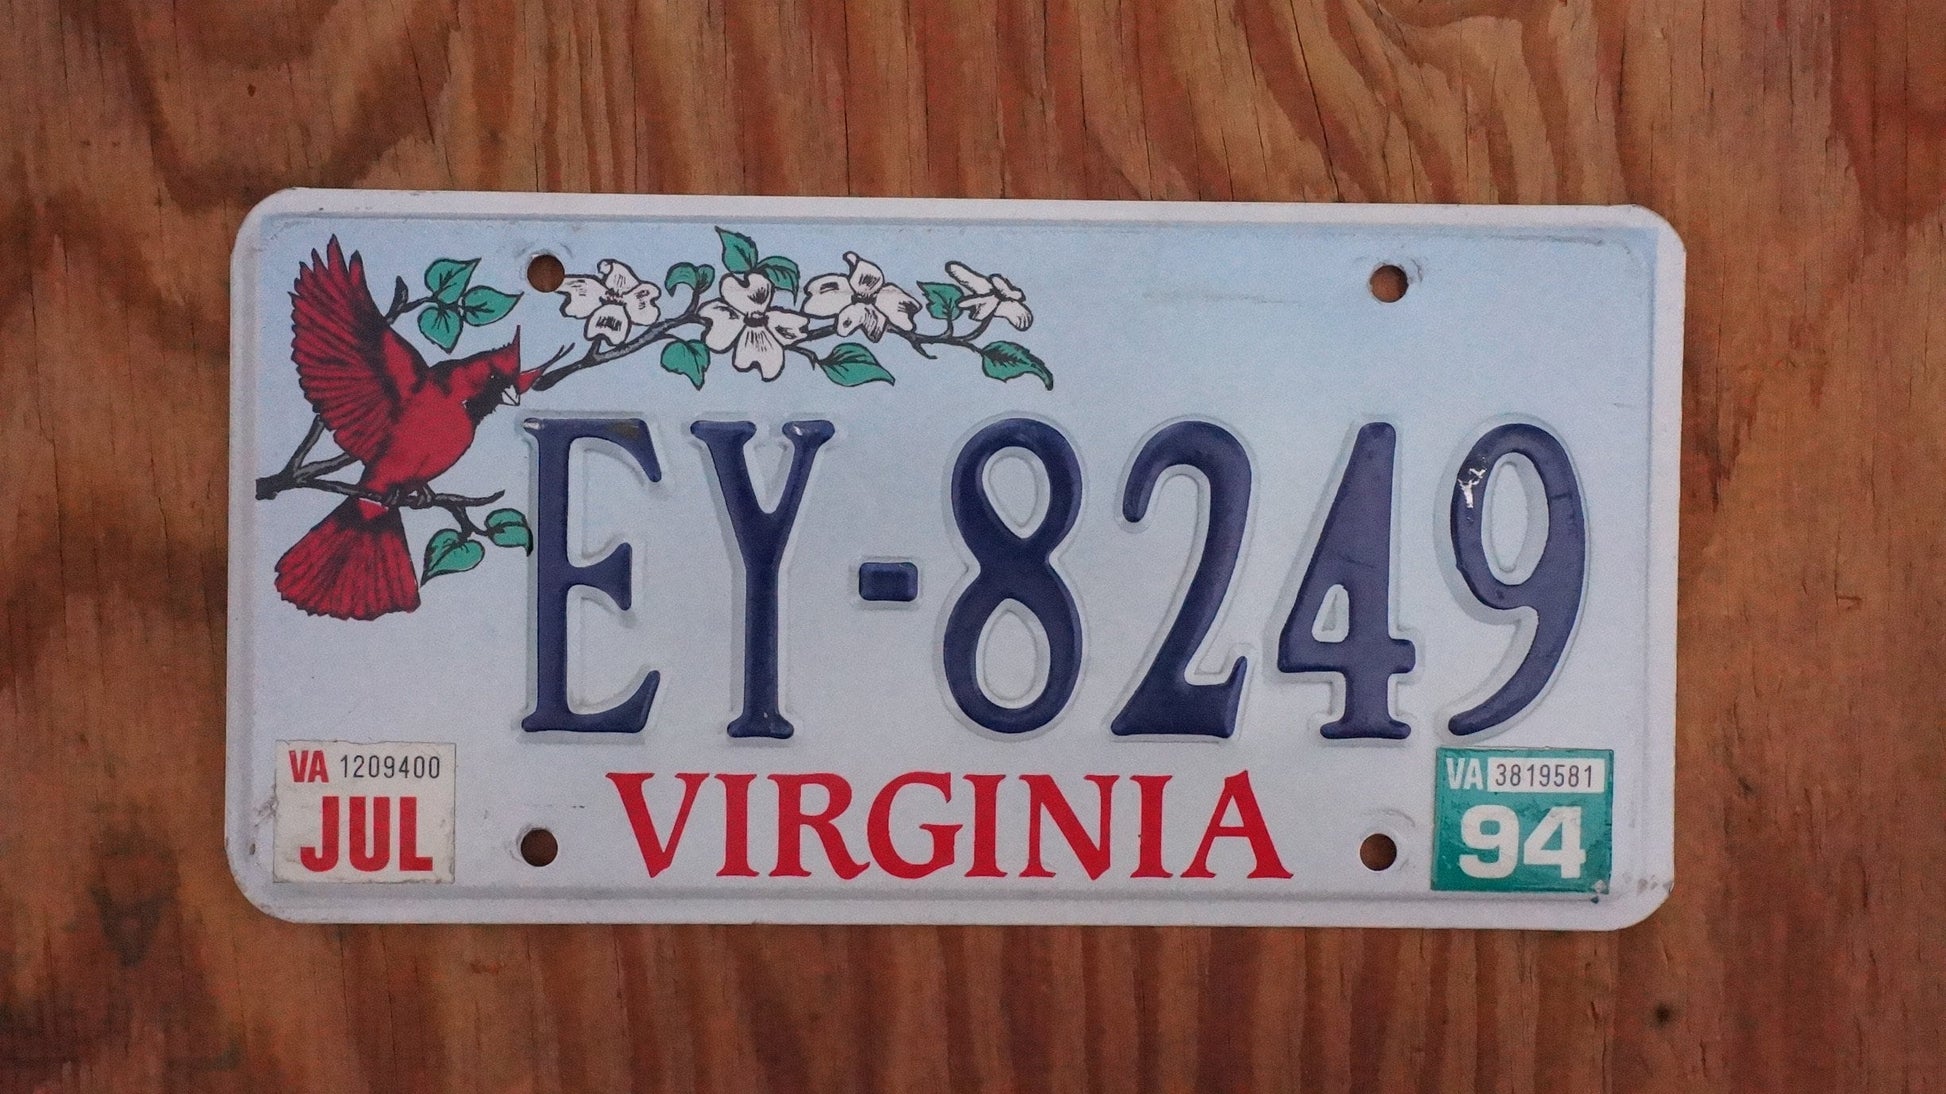 EY-8249
VA 1209400
JUL
VIRGINIA
VA 3819581
94